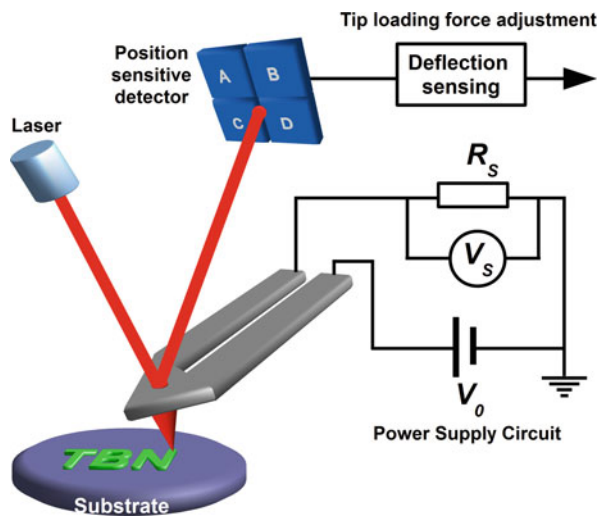 Tip loading force adjustment
Position
sensitive
detector
A B
C D
Deflection
sensing
Laser
R_S
V_S
V_0
Power Supply Circuit
TBN
Substrate